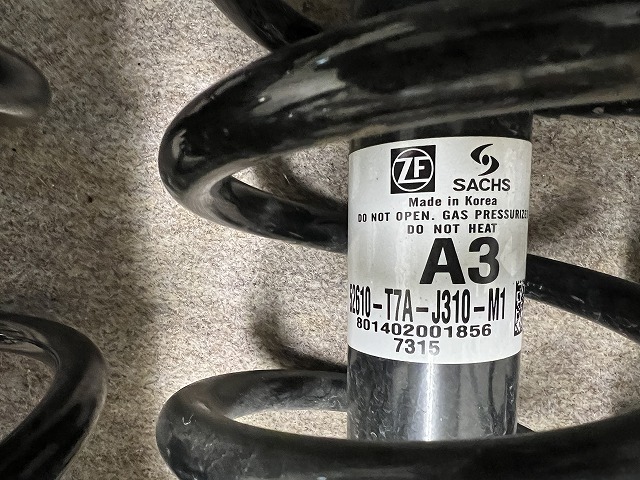 ZF
SACHS
Made in Korea
DO NOT OPEN. GAS PRESSURIZE
DO NOT HEAT
A3
52610-T7A-J310-M1
801402001856
7315